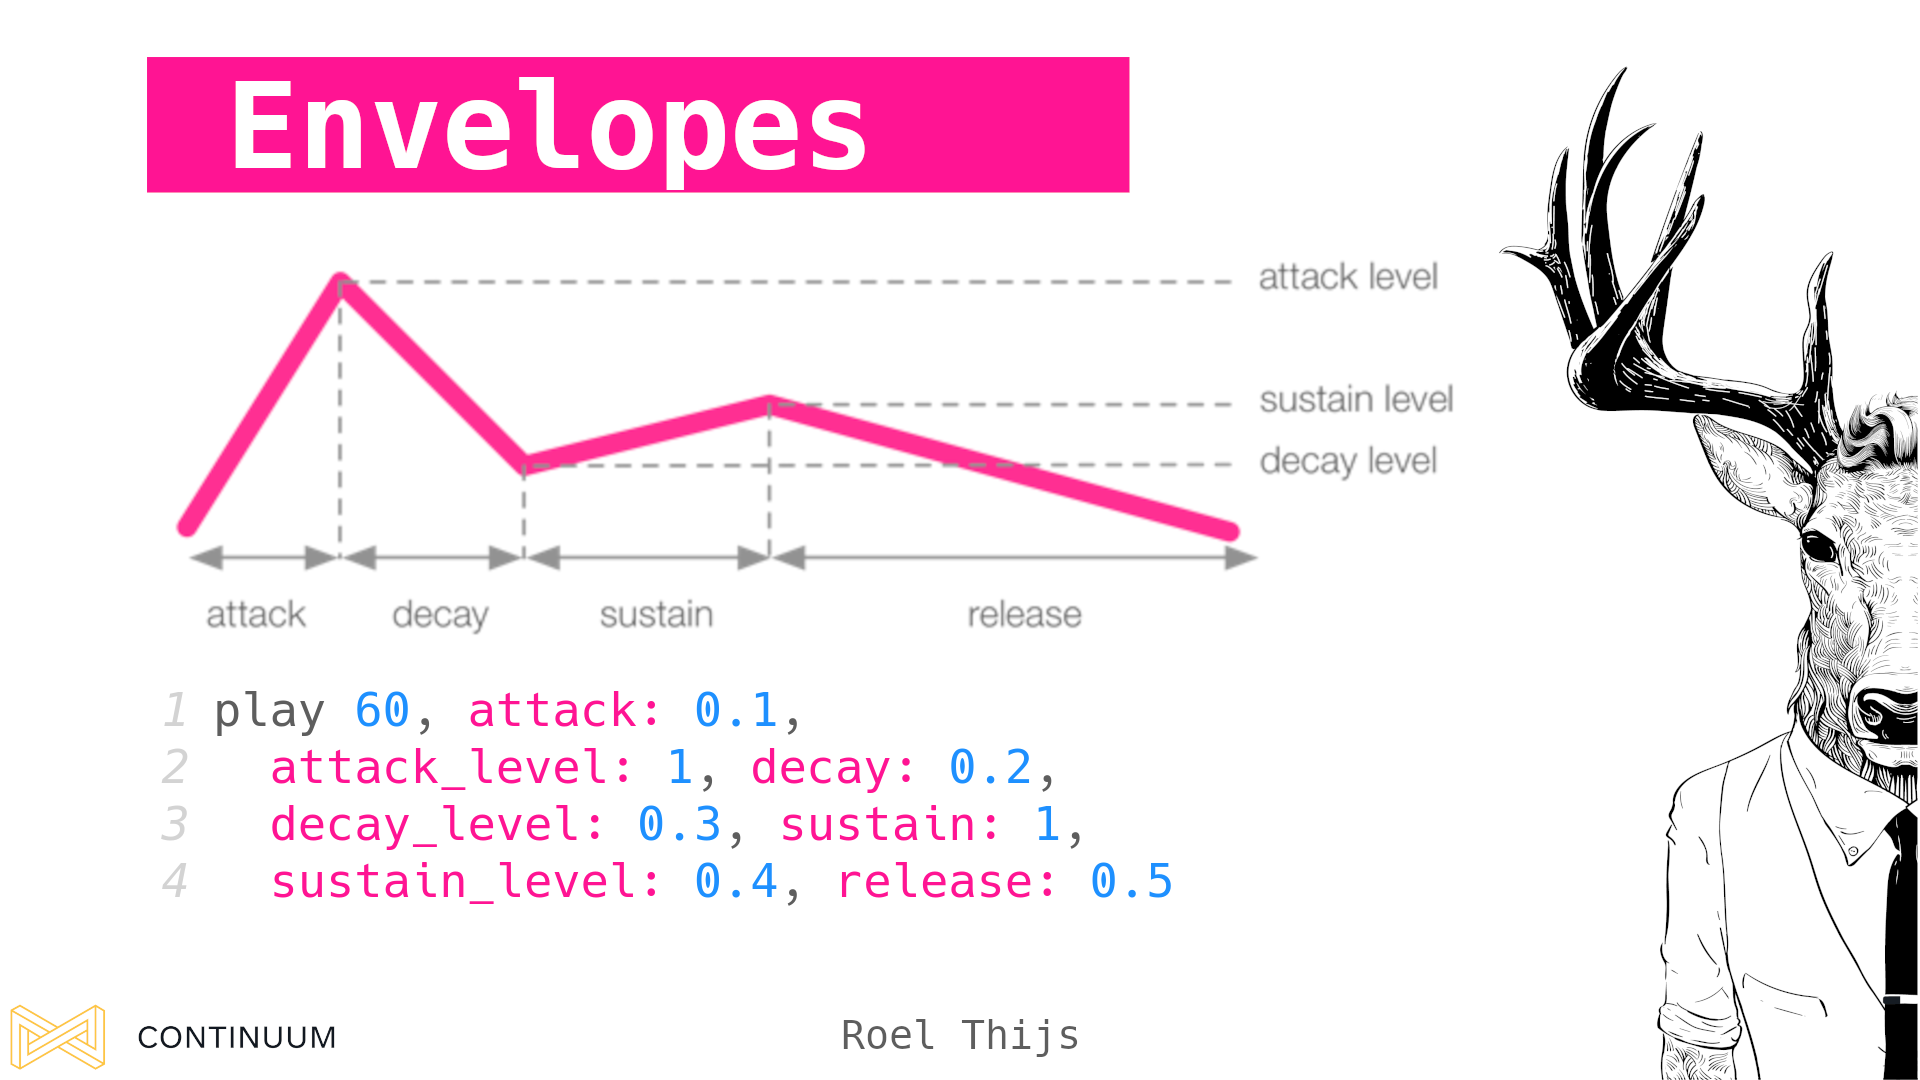 Envelopes
attack level
sustain level
decay level
attack decay sustain release
1 play 60, attack: 0.1,
2 attack_level: 1, decay: 0.2,
3 decay_level: 0.3, sustain: 1,
4 sustain_level: 0.4, release: 0.5
CONTINUUM
Roel Thijs